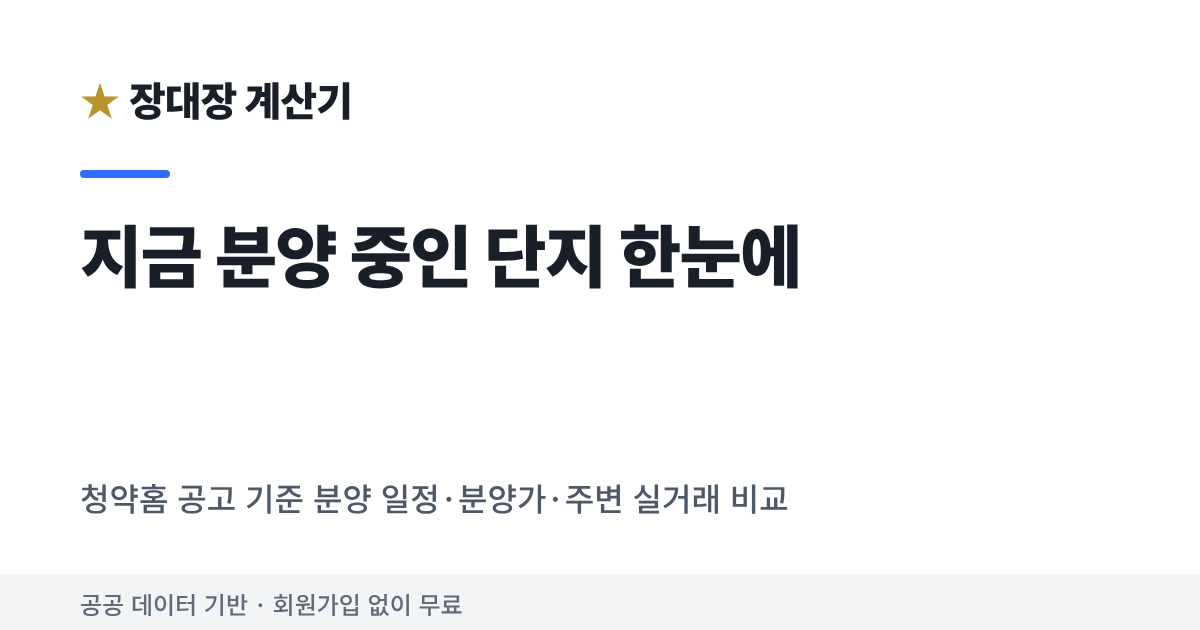 ★ 장대장 계산기
지금 분양 중인 단지 한눈에
청약홈 공고 기준 분양 일정·분양가·주변 실거래 비교
공공 데이터 기반 · 회원가입 없이 무료